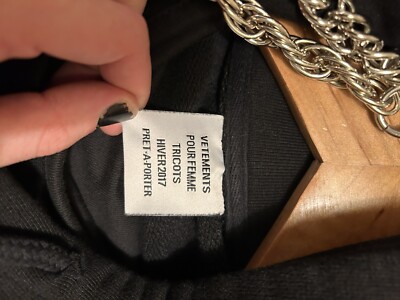 VETEMENTS
POUR FEMME
TRICOTS
HIVER 2017
PRET-A-PORTER